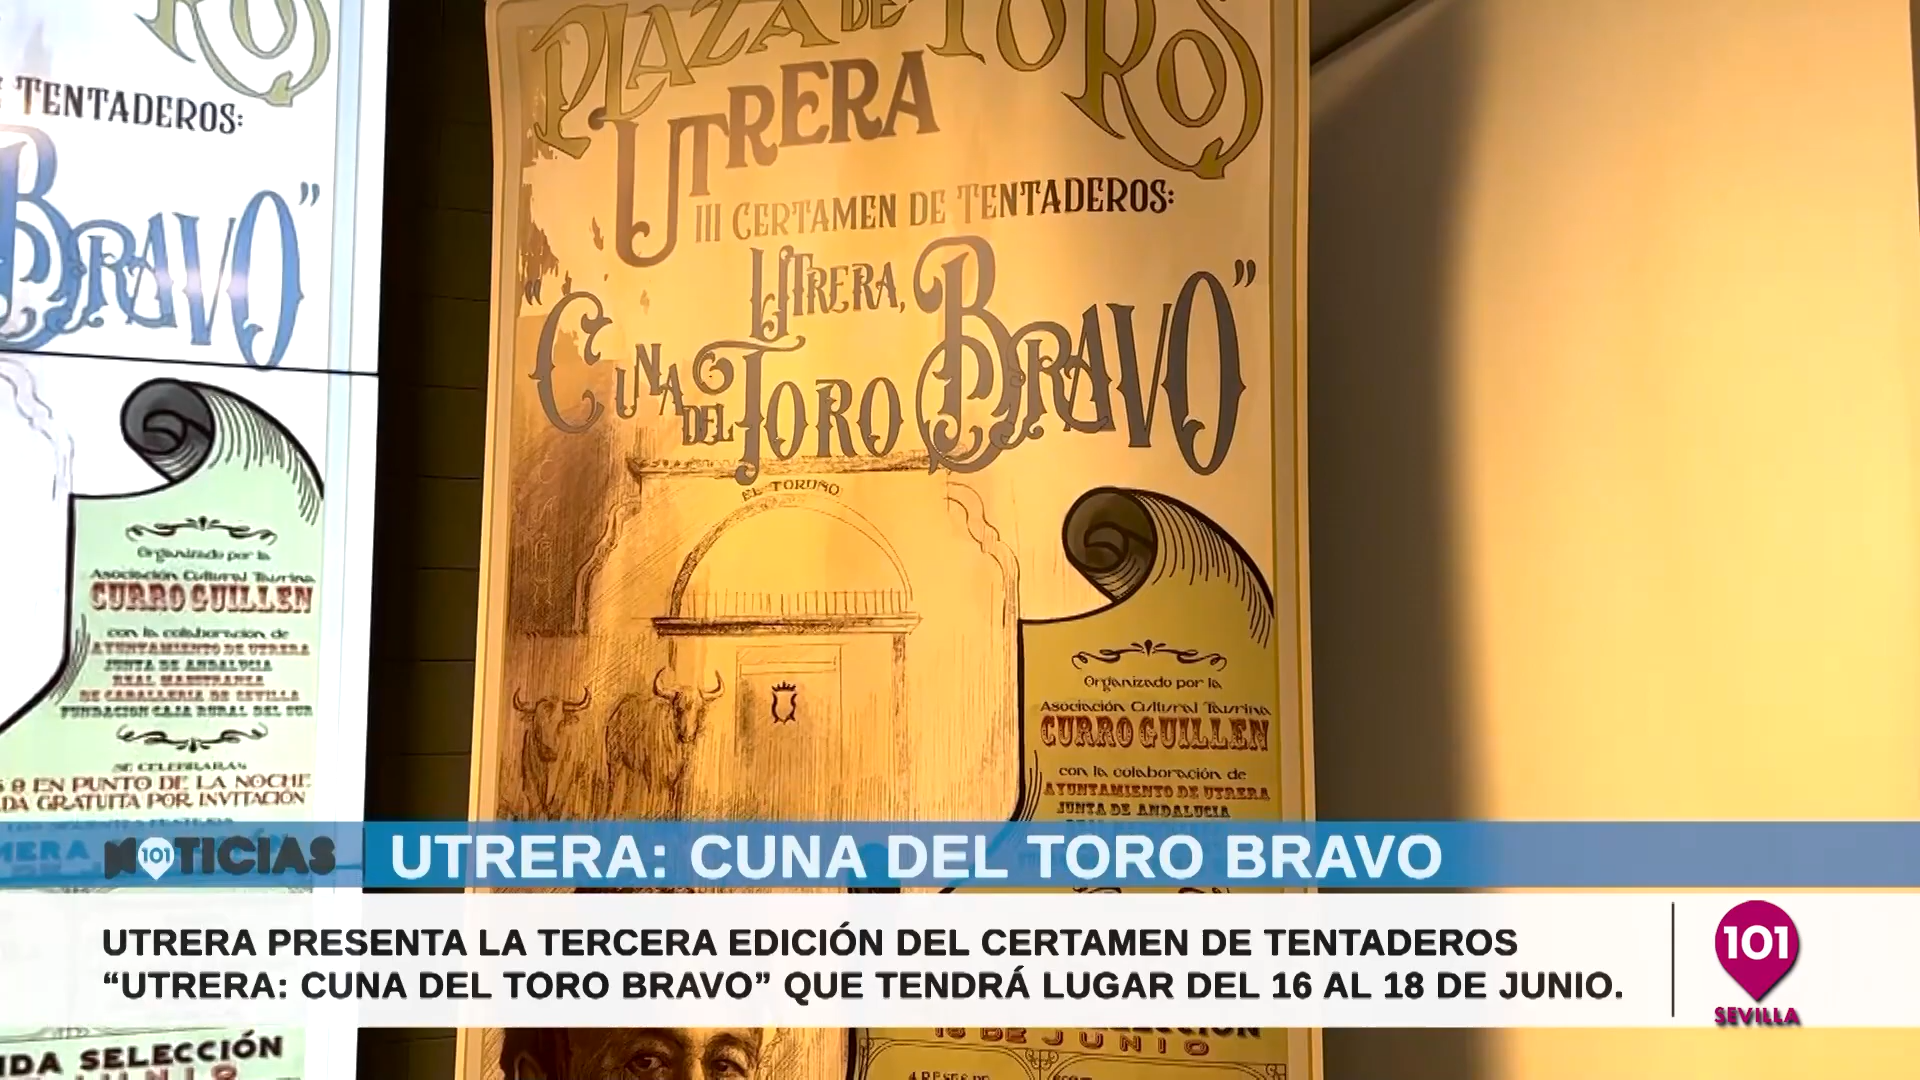 ROS
TENTADEROS:
BRAVO”
Organizado por la
Asociación Cultural Taurina
CURRO GUILLEN
con la colaboración de
AYUNTAMIENTO DE UTRERA
JUNTA DE ANDALUCIA
REAL MAESTRANZA
DE CABALLERIA DE SEVILLA
FUNDACION CAJA RURAL DEL SUR
SE CELEBRARAN
9 EN PUNTO DE LA NOCHE
GRATUITA POR INVITACIÓN
SELECCIÓN
PLAZA DE TOROS
UTRERA
III CERTAMEN DE TENTADEROS:
UTRERA,
“CUNA DEL TORO BRAVO”
EL TORUÑO
Organizado por la
Asociación Cultural Taurina
CURRO GUILLEN
con la colaboración de
AYUNTAMIENTO DE UTRERA
JUNTA DE ANDALUCIA
NOTICIAS
101
UTRERA: CUNA DEL TORO BRAVO
UTRERA PRESENTA LA TERCERA EDICIÓN DEL CERTAMEN DE TENTADEROS
“UTRERA: CUNA DEL TORO BRAVO” QUE TENDRÁ LUGAR DEL 16 AL 18 DE JUNIO.
101
SEVILLA
DE JUNIO